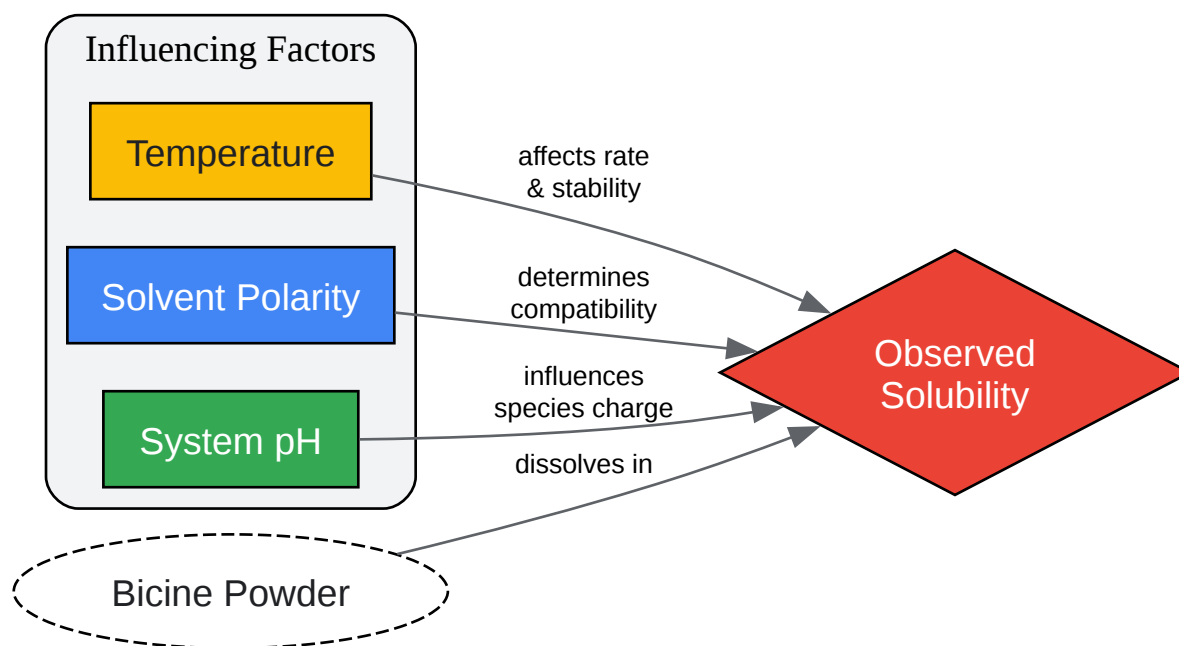 Influencing Factors
Temperature
affects rate
& stability
Solvent Polarity
determines
compatibility
System pH
influences
species charge
dissolves in
Bicine Powder
Observed
Solubility